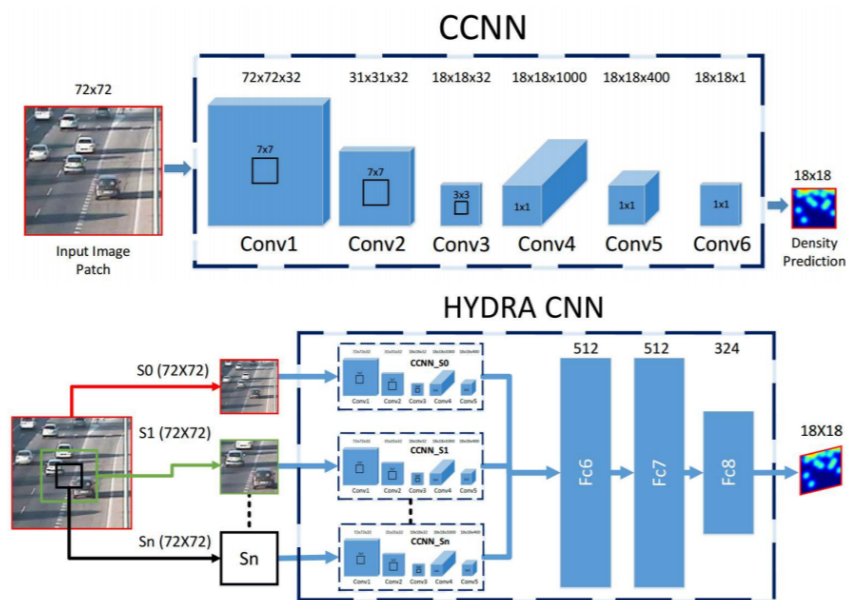 CCNN
72x72
72x72x32 31x31x32 18x18x32 18x18x1000 18x18x400 18x18x1
7x7
7x7
3x3
1x1
1x1
1x1
18x18
Conv1 Conv2 Conv3 Conv4 Conv5 Conv6
Input Image
Patch
Density
Prediction
HYDRA CNN
S0 (72X72)
CCNN_S0
Conv1 Conv2 Conv3 Conv4 Conv5
512 512 324
S1 (72X72)
CCNN_S1
Conv1 Conv2 Conv3 Conv4 Conv5
18X18
Fc6 Fc7 Fc8
Sn (72X72)
Sn
CCNN_Sn
Conv1 Conv2 Conv3 Conv4 Conv5